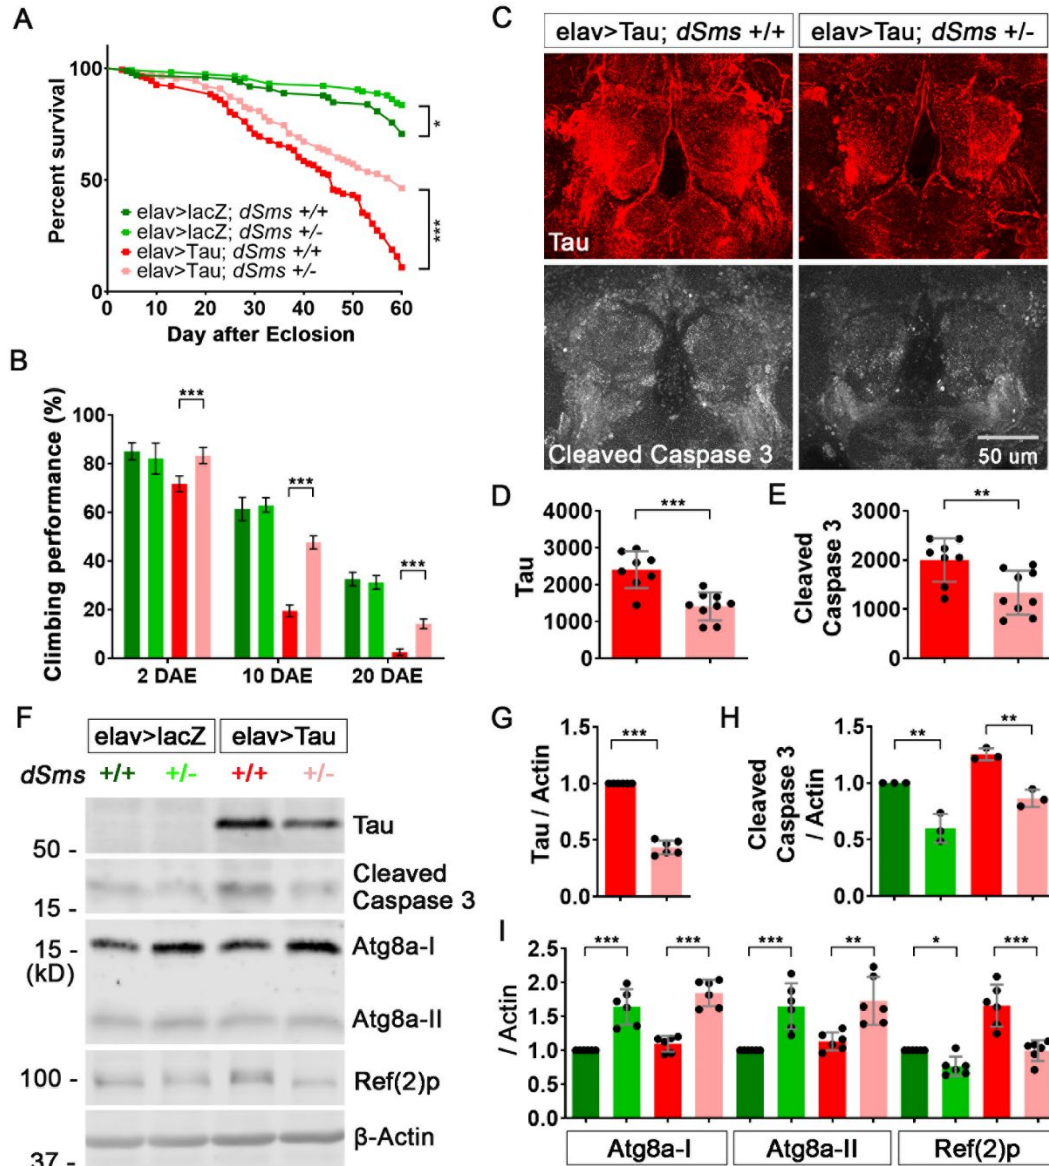 A
Percent survival
100
50
0
elav>lacZ; dSms +/+
elav>lacZ; dSms +/-
elav>Tau; dSms +/+
elav>Tau; dSms +/-
*
***
0 10 20 30 40 50 60
Day after Eclosion
B
Climbing performance (%)
100
80
60
40
20
0
***
***
***
2 DAE 10 DAE 20 DAE
C
elav>Tau; dSms +/+ elav>Tau; dSms +/-
Tau
Cleaved Caspase 3
50 um
D
Tau
4000
3000
2000
1000
0
***
E
Cleaved
Caspase 3
3000
2000
1000
0
**
F
elav>lacZ elav>Tau
dSms +/+ +/- +/+ +/-
50 - Tau
Cleaved
Caspase 3
15 -
15 - Atg8a-I
(kD)
Atg8a-II
100 - Ref(2)p
β-Actin
37 -
G
Tau / Actin
1.5
1.0
0.5
0.0
***
H
Cleaved
Caspase 3
/ Actin
1.5
1.0
0.5
0.0
**
**
I
/ Actin
2.5
2.0
1.5
1.0
0.5
0.0
*** *** *** ** * ***
Atg8a-I Atg8a-II Ref(2)p